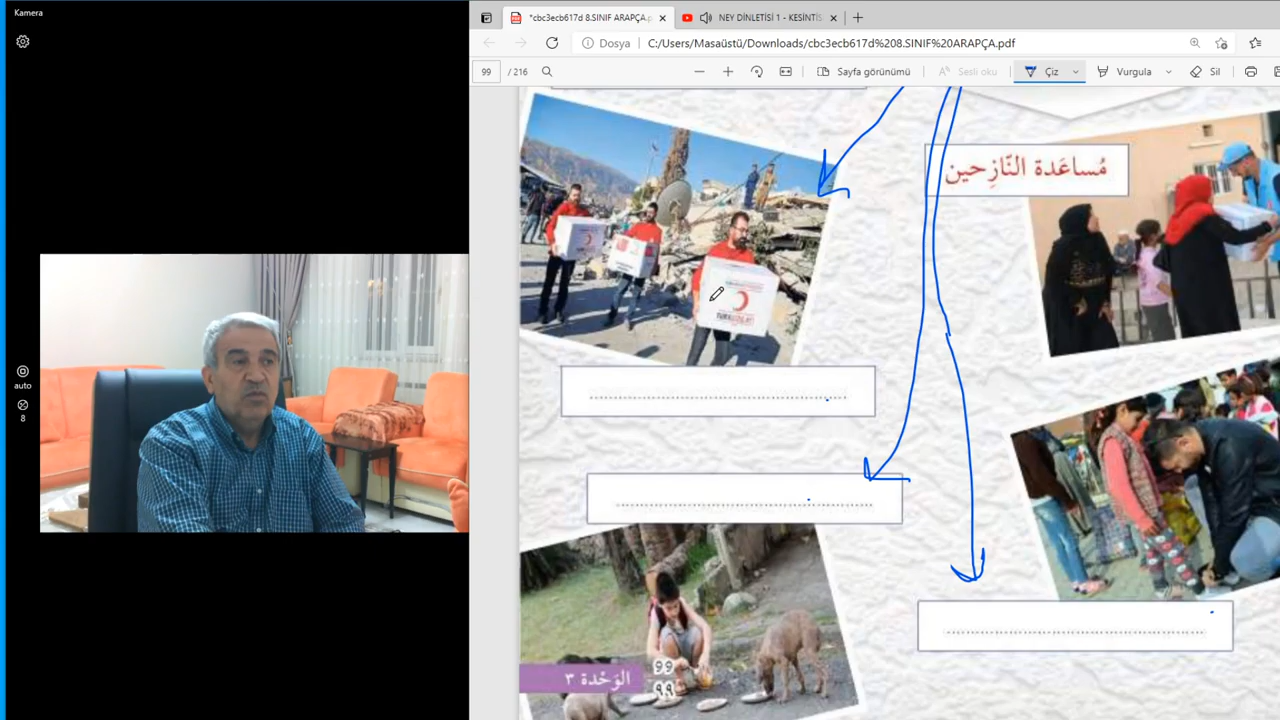 Kamera
*cbc3ecb617d 8.SINIF ARAPÇA.p
NEY DİNLETİSİ 1 - KESİNTİS
Dosya
C:/Users/Masaüstü/Downloads/cbc3ecb617d%208.SINIF%20ARAPÇA.pdf
99 / 216
Sayfa görünümü
Sesli oku
Çiz
Vurgula
Sil
مُساعَدة النّازِحين
auto
8
99
٩٩
الوَحْدة ٣